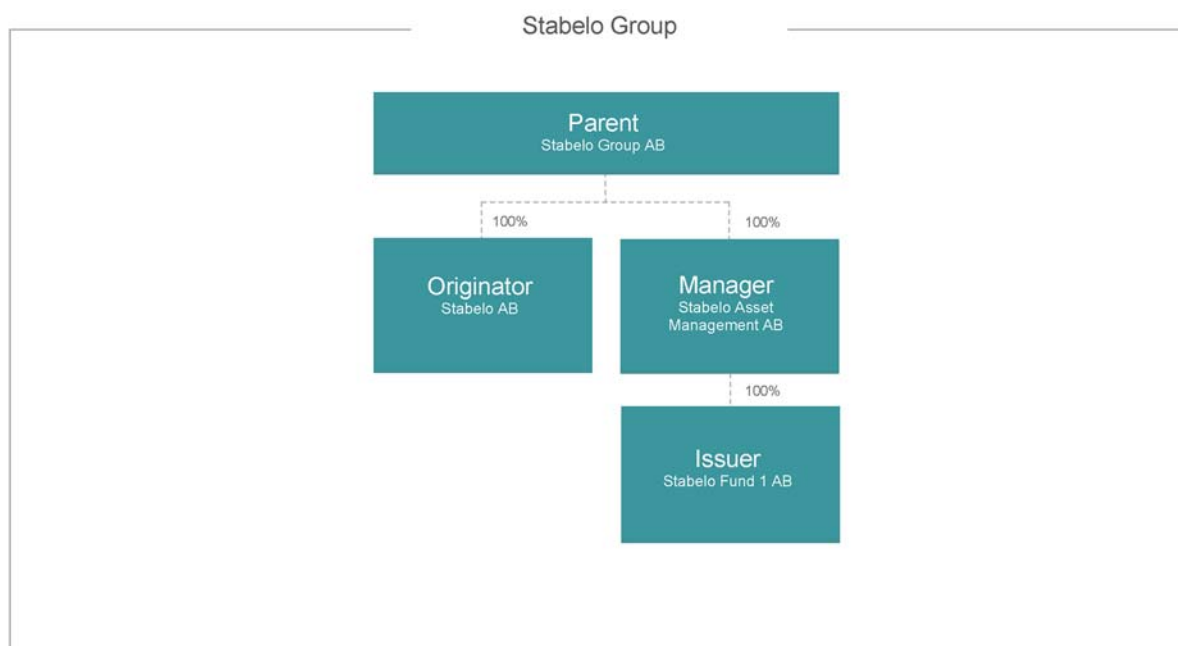 Stabelo Group
Parent
Stabelo Group AB
100%
100%
Originator
Stabelo AB
Manager
Stabelo Asset
Management AB
100%
Issuer
Stabelo Fund 1 AB